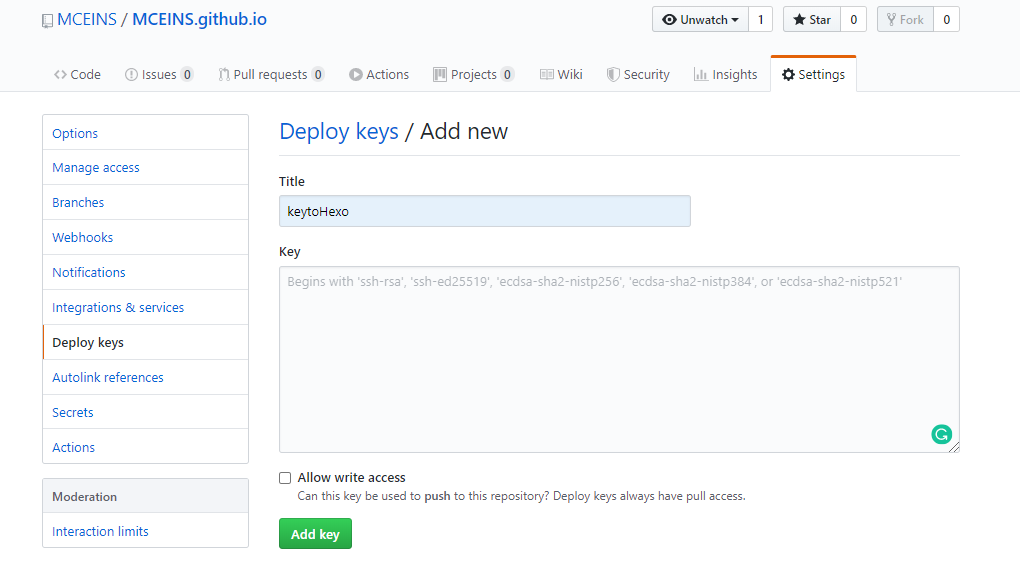 MCEINS / MCEINS.github.io
Unwatch 1 Star 0 Fork 0
Code Issues 0 Pull requests 0 Actions Projects 0 Wiki Security Insights Settings
Options
Manage access
Branches
Webhooks
Notifications
Integrations & services
Deploy keys
Autolink references
Secrets
Actions
Moderation
Interaction limits
Deploy keys / Add new
Title
keytoHexo
Key
Begins with 'ssh-rsa', 'ssh-ed25519', 'ecdsa-sha2-nistp256', 'ecdsa-sha2-nistp384', or 'ecdsa-sha2-nistp521'
Allow write access
Can this key be used to push to this repository? Deploy keys always have pull access.
Add key